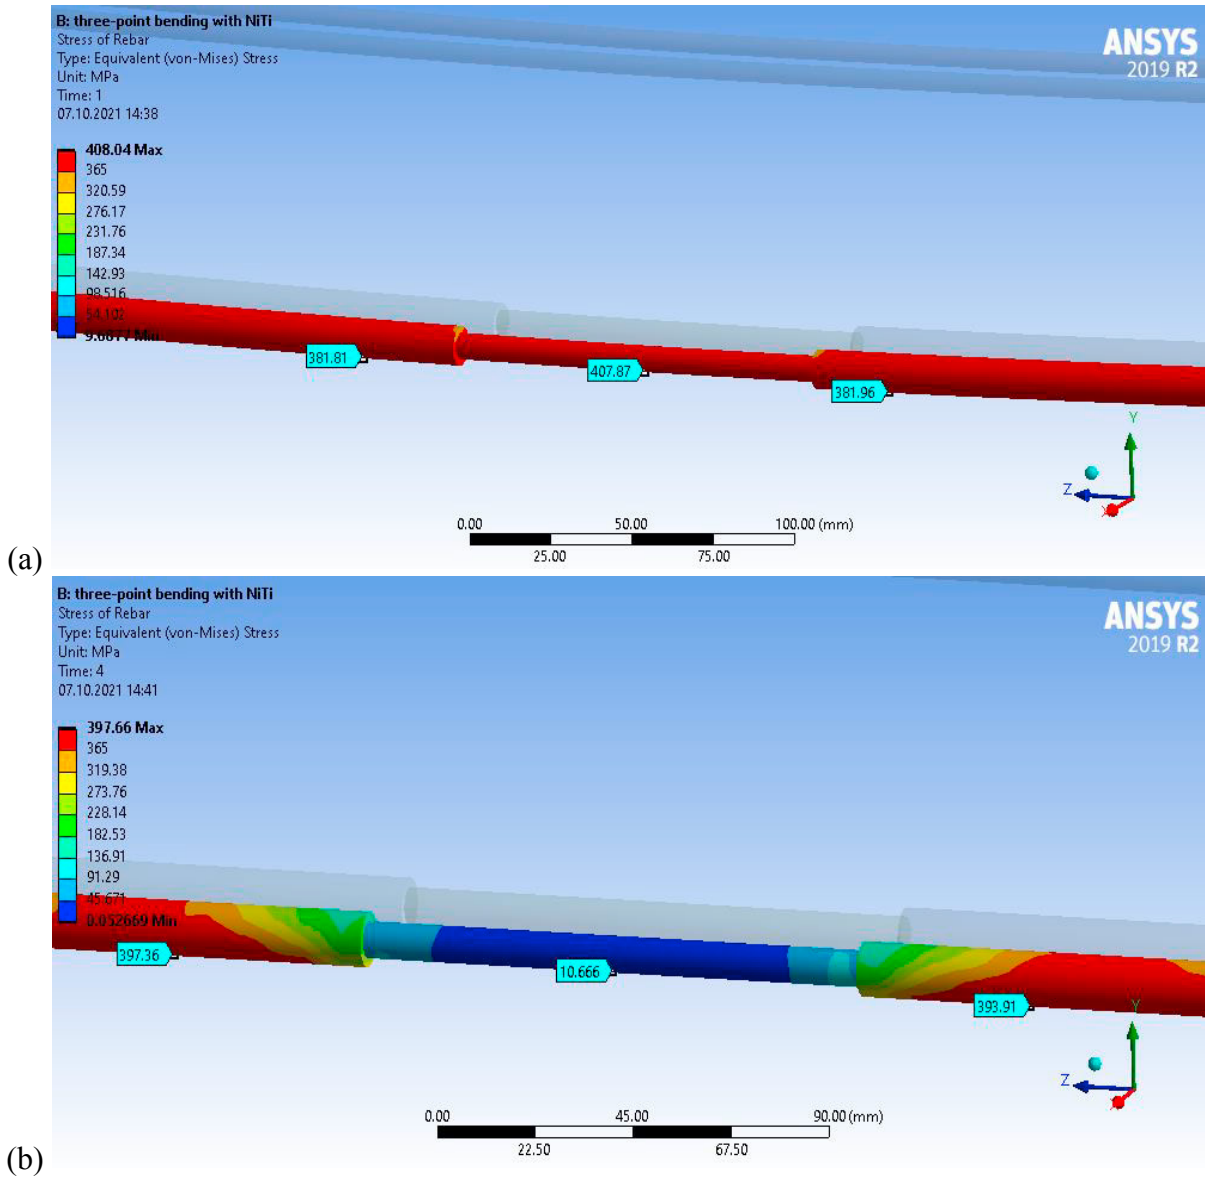 B: three-point bending with NiTi
Stress of Rebar
Type: Equivalent (von-Mises) Stress
Unit: MPa
Time: 1
07.10.2021 14:38
ANSYS
2019 R2
408.04 Max
365
320.59
276.17
231.76
187.34
142.93
98.516
54.102
9.6877 Min
381.81
407.87
381.96
Y
Z
X
0.00 50.00 100.00 (mm)
25.00 75.00
(a)
B: three-point bending with NiTi
Stress of Rebar
Type: Equivalent (von-Mises) Stress
Unit: MPa
Time: 4
07.10.2021 14:41
ANSYS
2019 R2
397.66 Max
365
319.38
273.76
228.14
182.53
136.91
91.29
45.671
0.052669 Min
397.36
10.666
393.91
Y
Z
0.00 45.00 90.00 (mm)
22.50 67.50
(b)